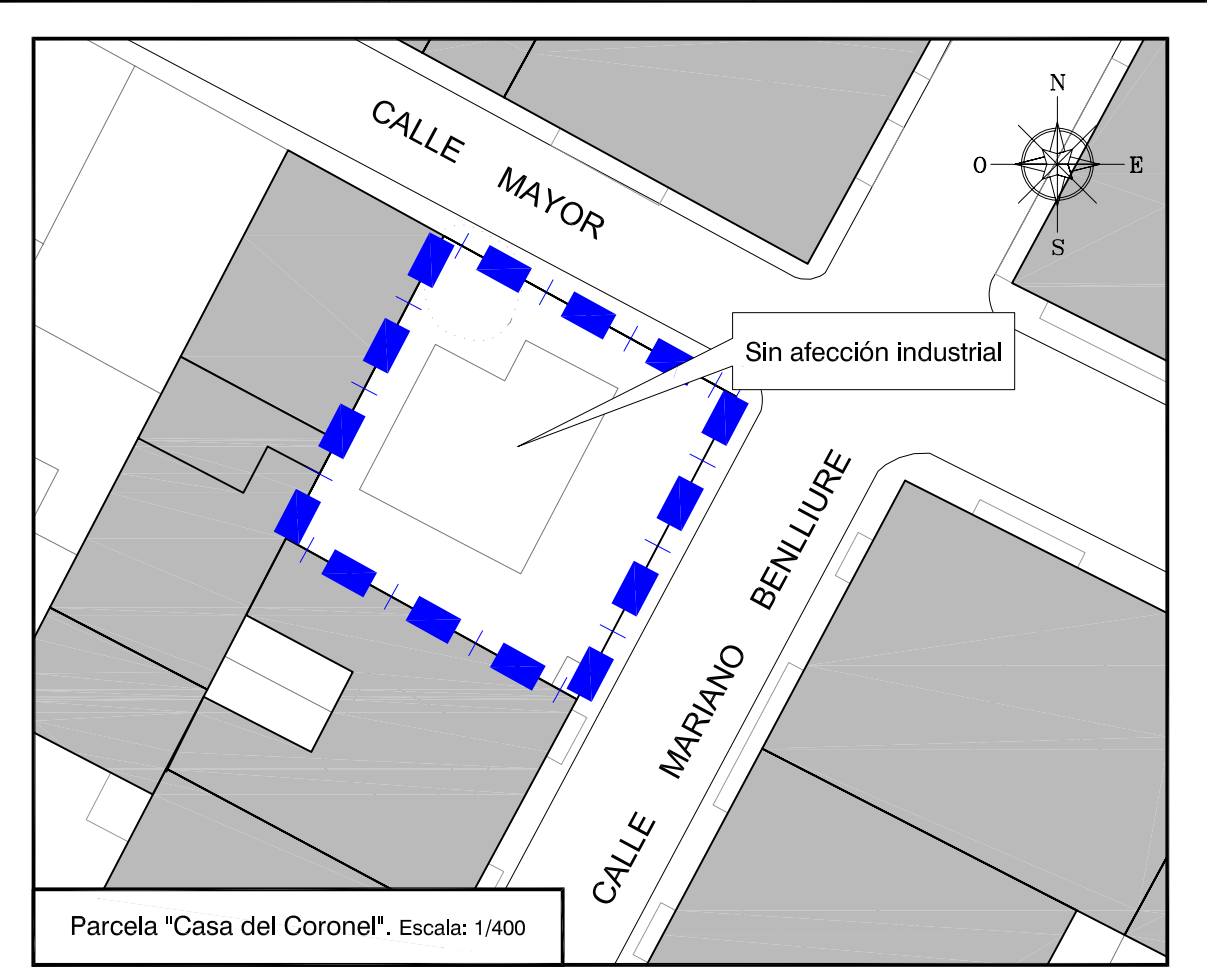 CALLE MAYOR
N
O E
S
Sin afección industrial
CALLE MARIANO BENLLIURE
Parcela "Casa del Coronel". Escala: 1/400